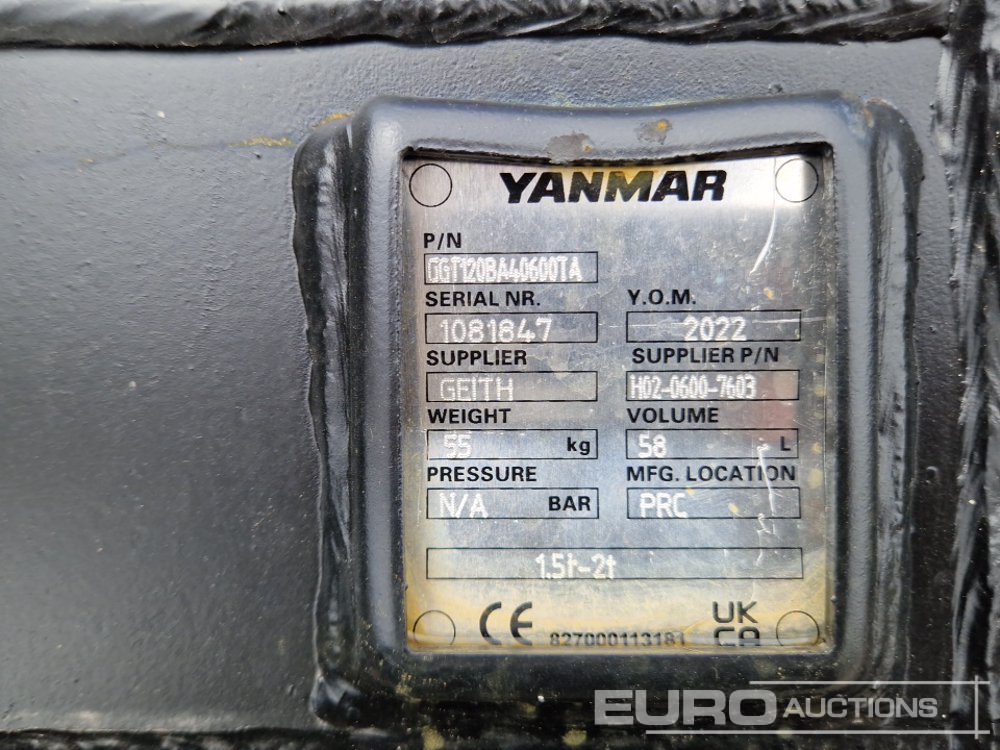 YANMAR
P/N
GGT120BA40600TA
SERIAL NR. Y.O.M.
1081847 2022
SUPPLIER SUPPLIER P/N
GEITH H02-0600-7603
WEIGHT VOLUME
55 kg 58 L
PRESSURE MFG. LOCATION
N/A BAR PRC
1.5t-2t
CE 827000113181 UK
CA
EURO AUCTIONS